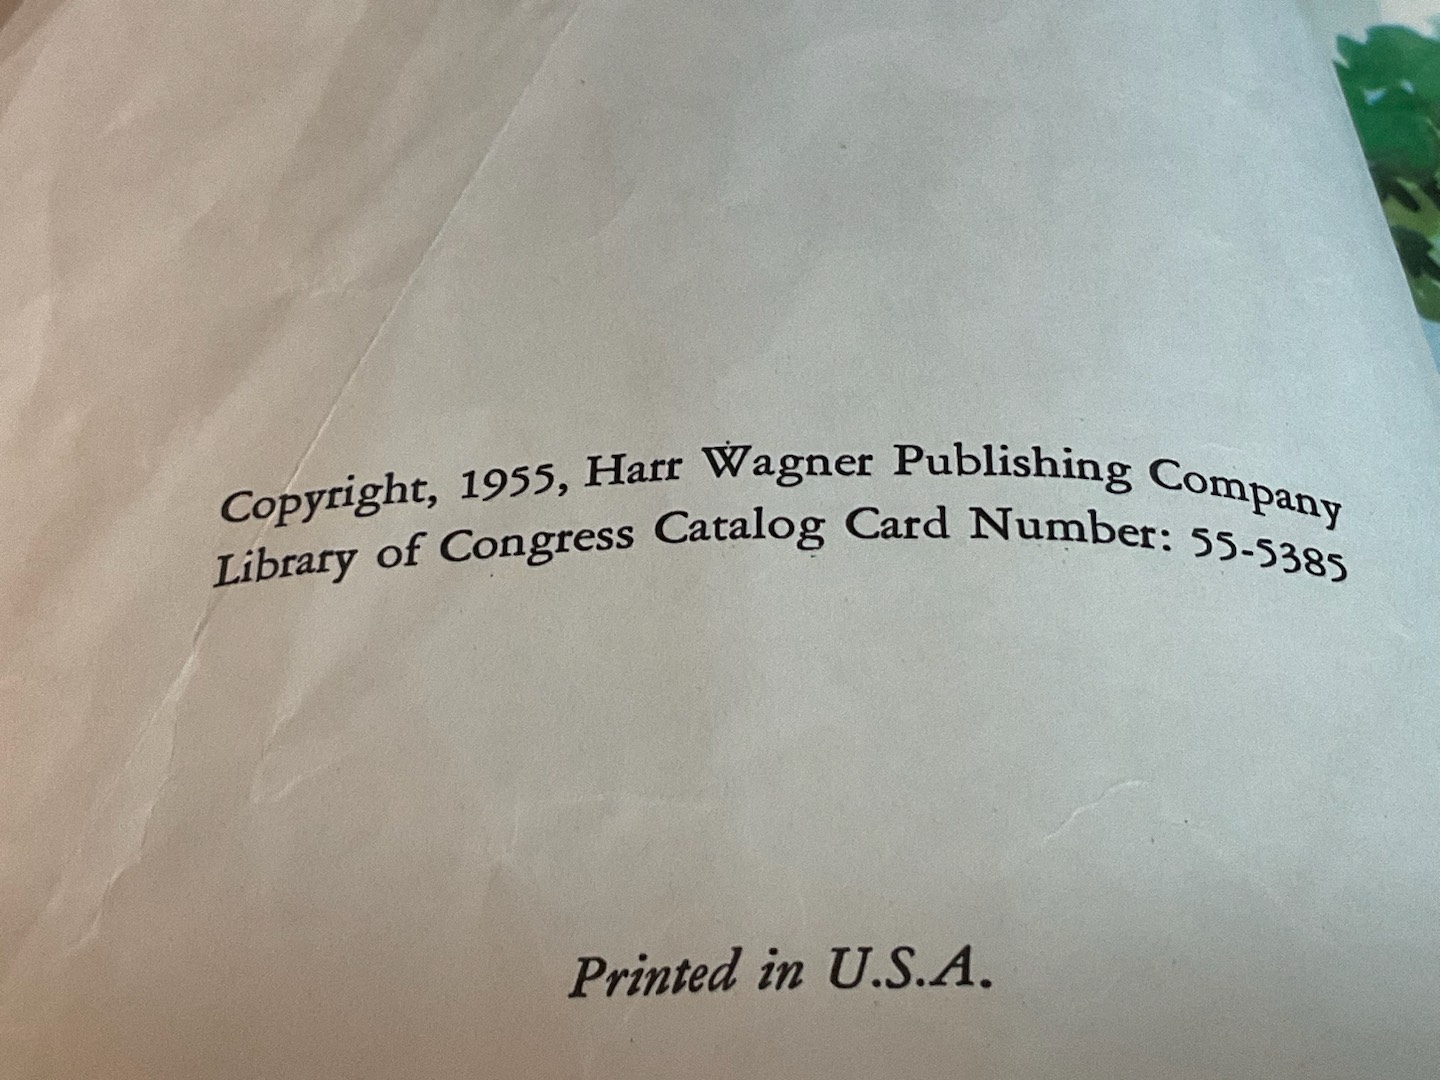 Copyright, 1955, Harr Wagner Publishing Company
Library of Congress Catalog Card Number: 55-5385
Printed in U.S.A.